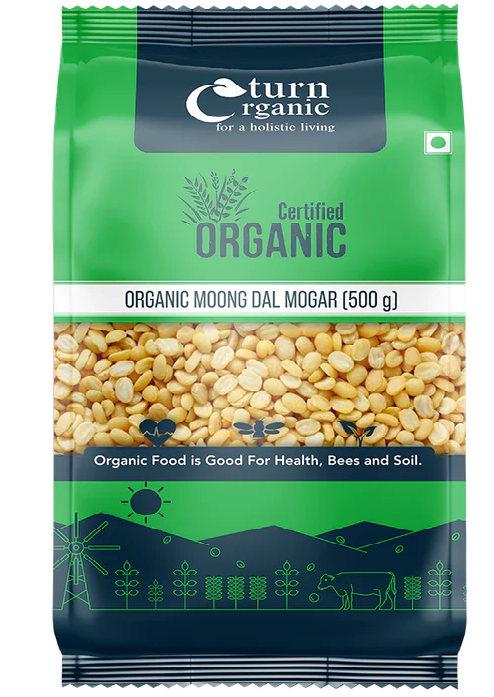 turn
Organic
for a holistic living
Certified
ORGANIC
ORGANIC MOONG DAL MOGAR (500 g)
Organic Food is Good For Health, Bees and Soil.